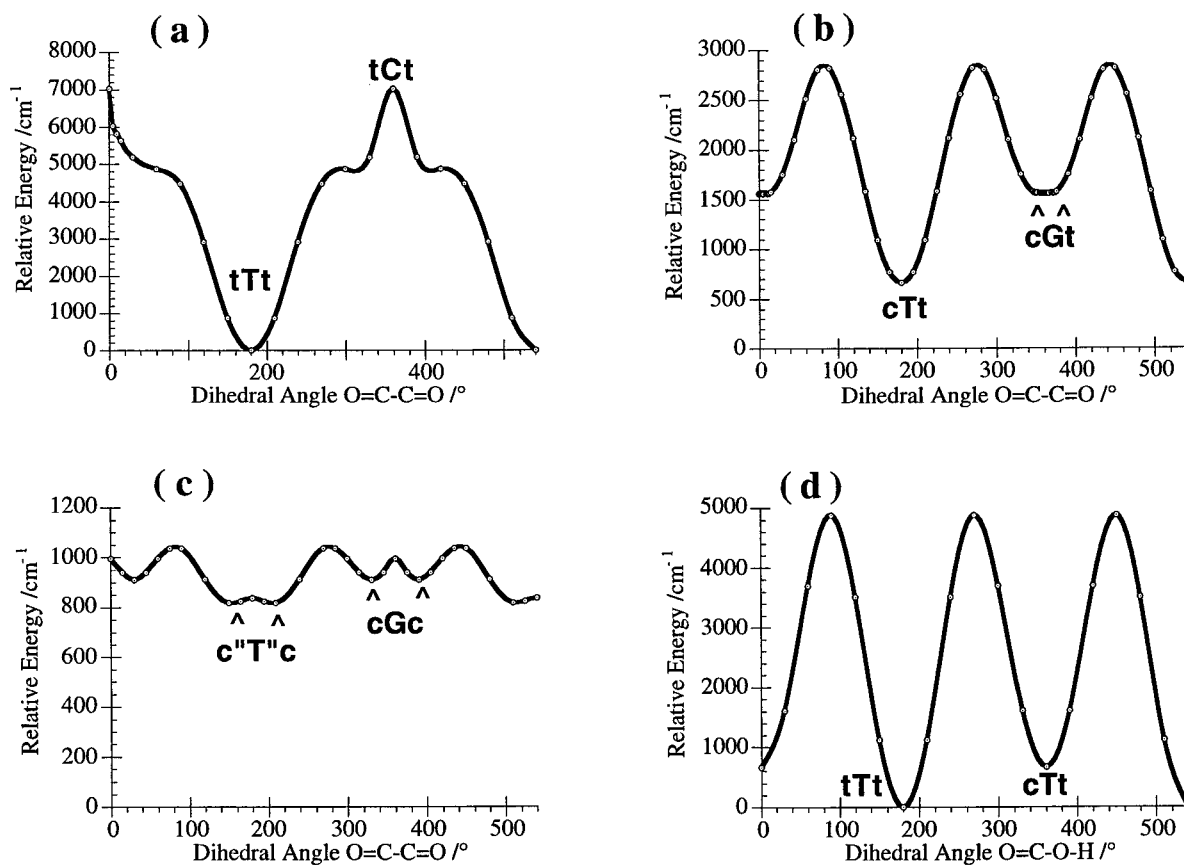 ( a )
8000
7000
6000
5000
4000
3000
2000
1000
0
Relative Energy /cm-1
tCt
tTt
0
200
400
Dihedral Angle O=C-C=O /°
( b )
3000
2500
2000
1500
1000
500
0
Relative Energy /cm-1
^ ^
cGt
cTt
0
100
200
300
400
500
Dihedral Angle O=C-C=O /°
( c )
1200
1000
800
600
400
200
0
Relative Energy /cm-1
^ ^
cGc
^ ^
c"T"c
0
100
200
300
400
500
Dihedral Angle O=C-C=O /°
( d )
5000
4000
3000
2000
1000
0
Relative Energy /cm-1
tTt
cTt
0
100
200
300
400
500
Dihedral Angle O=C-O-H /°